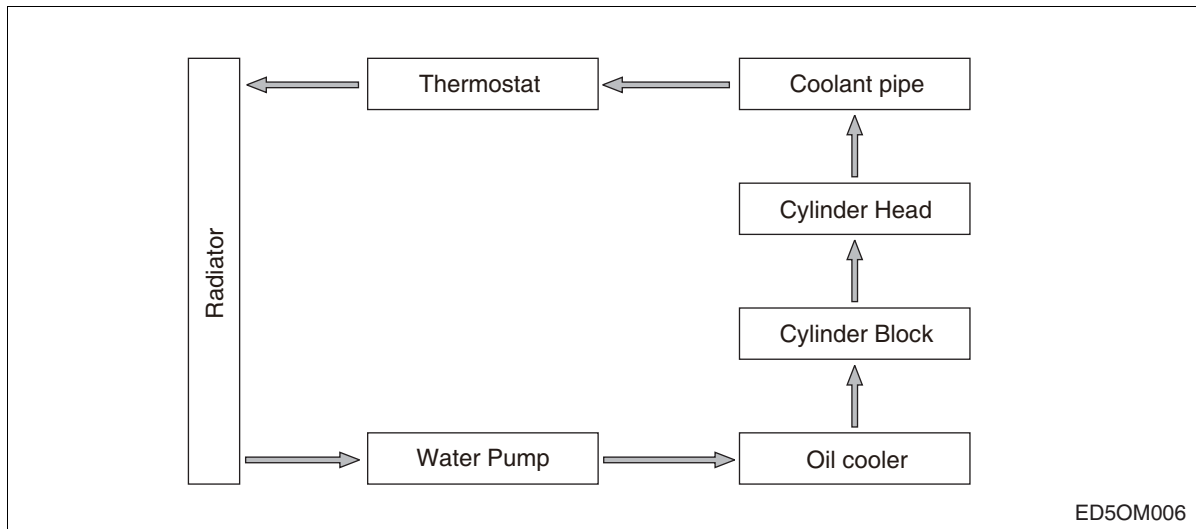 Thermostat
Coolant pipe
Cylinder Head
Radiator
Cylinder Block
Water Pump
Oil cooler
ED5OM006